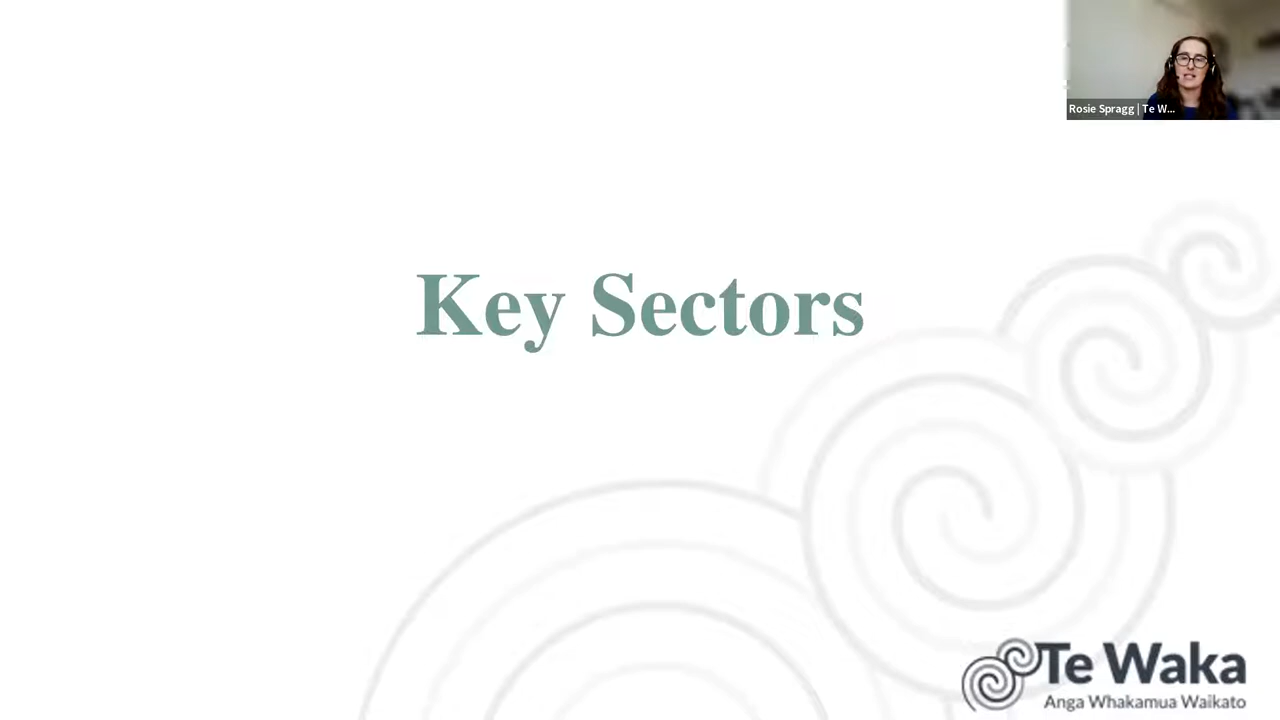 Rosie Spragg | Te W...
Key Sectors
Te Waka
Anga Whakamua Waikato